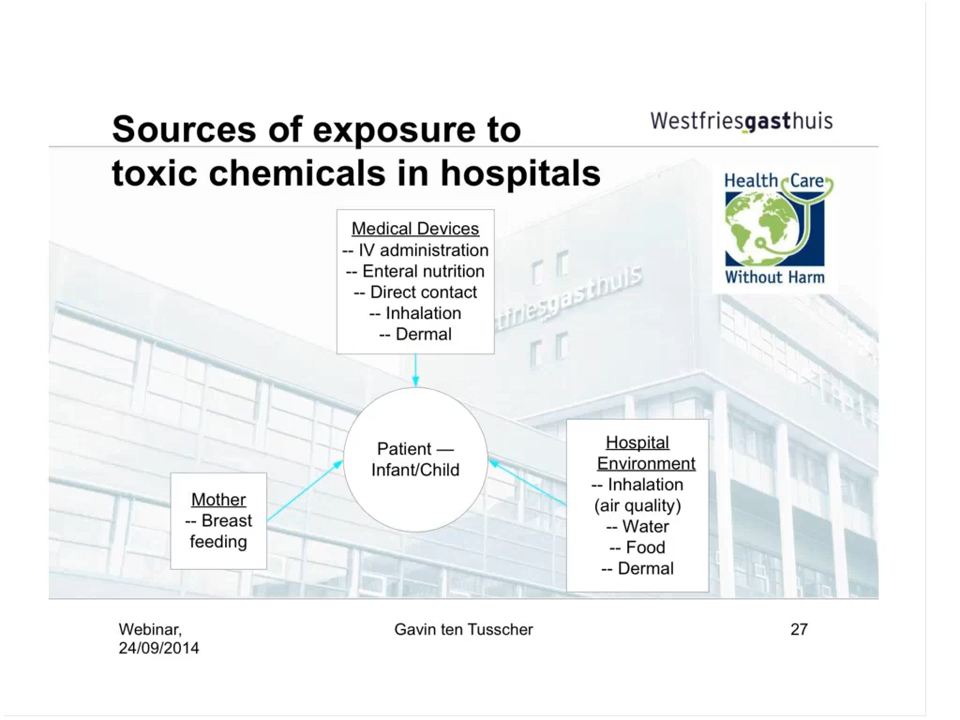 Sources of exposure to
toxic chemicals in hospitals
Westfriesgasthuis
Health Care
Without Harm
Medical Devices
-- IV administration
-- Enteral nutrition
-- Direct contact
-- Inhalation
-- Dermal
stfriesgasthuis
Patient —
Infant/Child
Mother
-- Breast
feeding
Hospital
Environment
-- Inhalation
(air quality)
-- Water
-- Food
-- Dermal
Webinar,
24/09/2014
Gavin ten Tusscher
27